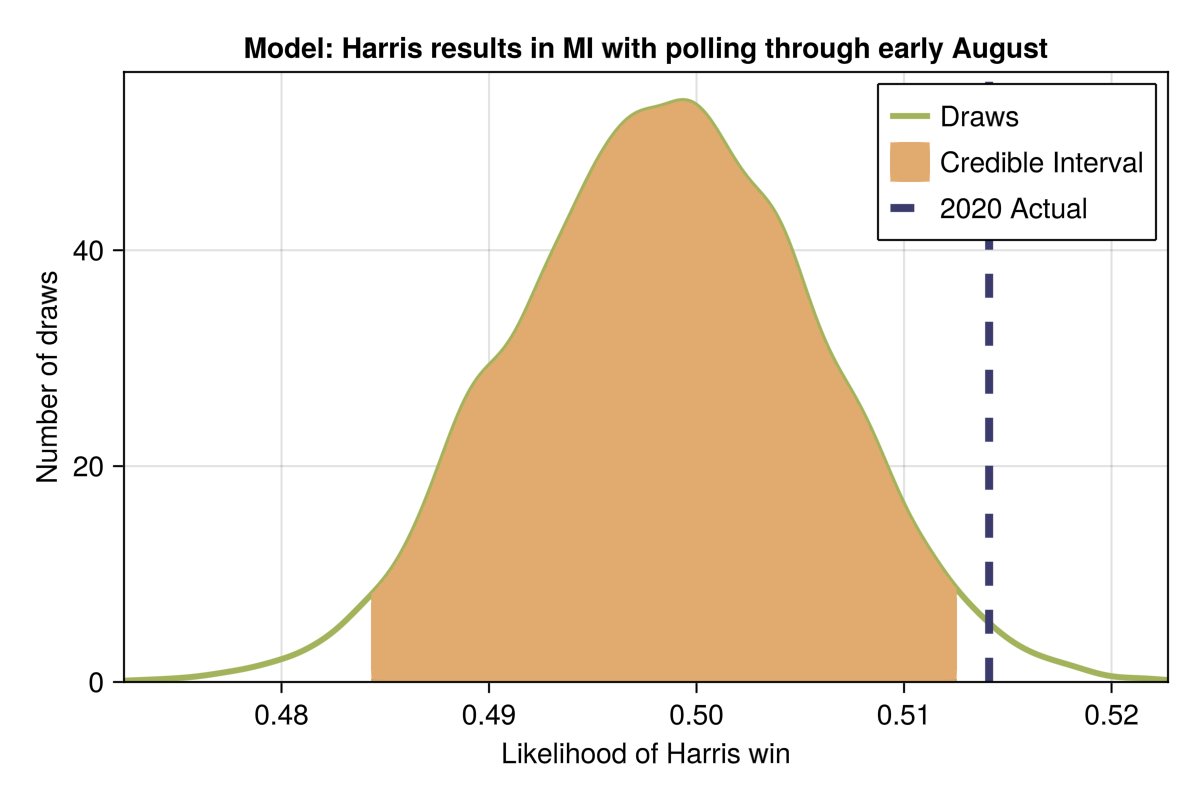 Model: Harris results in MI with polling through early August
Draws
Credible Interval
2020 Actual
Number of draws
40
20
0
0.48 0.49 0.50 0.51 0.52
Likelihood of Harris win